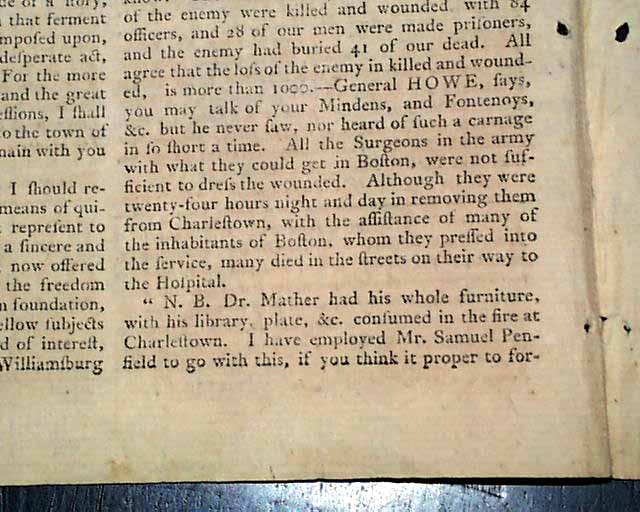 that ferment
mposed upon,
desperate act,
For the more
and the great
essions, I shall
o the town of
main with you
I ſhould re-
means of qui-
repreſent to
a ſincere and
now offered
the freedom
n foundation,
ellow ſubjects
d of intereſt,
Williamſburg
of the enemy were killed and wounded with 84
officers, and 28 of our men were made priſoners,
and the enemy had buried 41 of our dead. All
agree that the loſs of the enemy in killed and wound-
ed, is more than 1000.—General HOWE, ſays,
you may talk of your Mindens, and Fontenoys,
&c. but he never ſaw, nor heard of ſuch a carnage
in ſo ſhort a time. All the Surgeons in the army
with what they could get in Boſton, were not ſuf-
ficient to dreſs the wounded. Although they were
twenty-four hours night and day in removing them
from Charleſtown, with the aſſiſtance of many of
the inhabitants of Boſton, whom they preſſed into
the ſervice, many died in the ſtreets on their way to
the Hoſpital.
" N. B. Dr. Mather had his whole furniture,
with his library, plate, &c. conſumed in the fire at
Charleſtown. I have employed Mr. Samuel Pen-
field to go with this, if you think it proper to for-